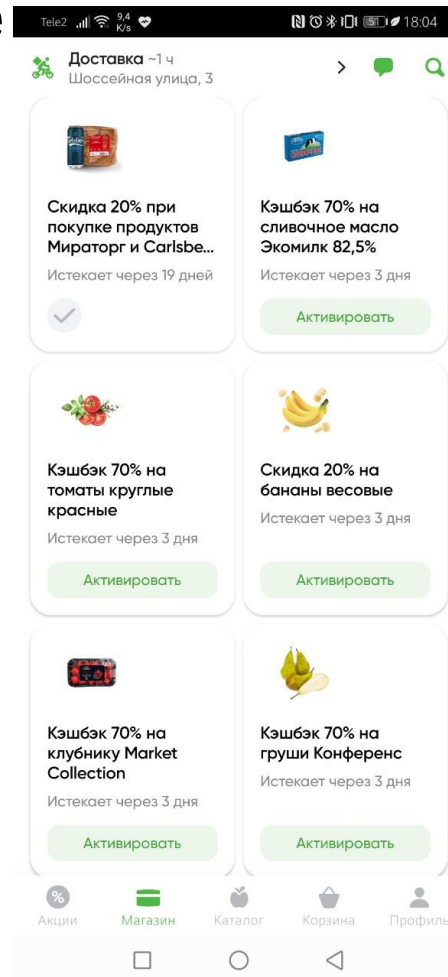 e
Tele2 9,4 K/s 51 18:04
Доставка ~1 ч
Шоссейная улица, 3
Скидка 20% при
покупке продуктов
Мираторг и Carlsbe...
Истекает через 19 дней
Кэшбэк 70% на
сливочное масло
Экомилк 82,5%
Истекает через 3 дня
Активировать
Кэшбэк 70% на
томаты круглые
красные
Истекает через 3 дня
Активировать
Скидка 20% на
бананы весовые
Истекает через 3 дня
Активировать
Кэшбэк 70% на
клубнику Market
Collection
Истекает через 3 дня
Активировать
Кэшбэк 70% на
груши Конференс
Истекает через 3 дня
Активировать
Акции Магазин Каталог Корзина Профиль